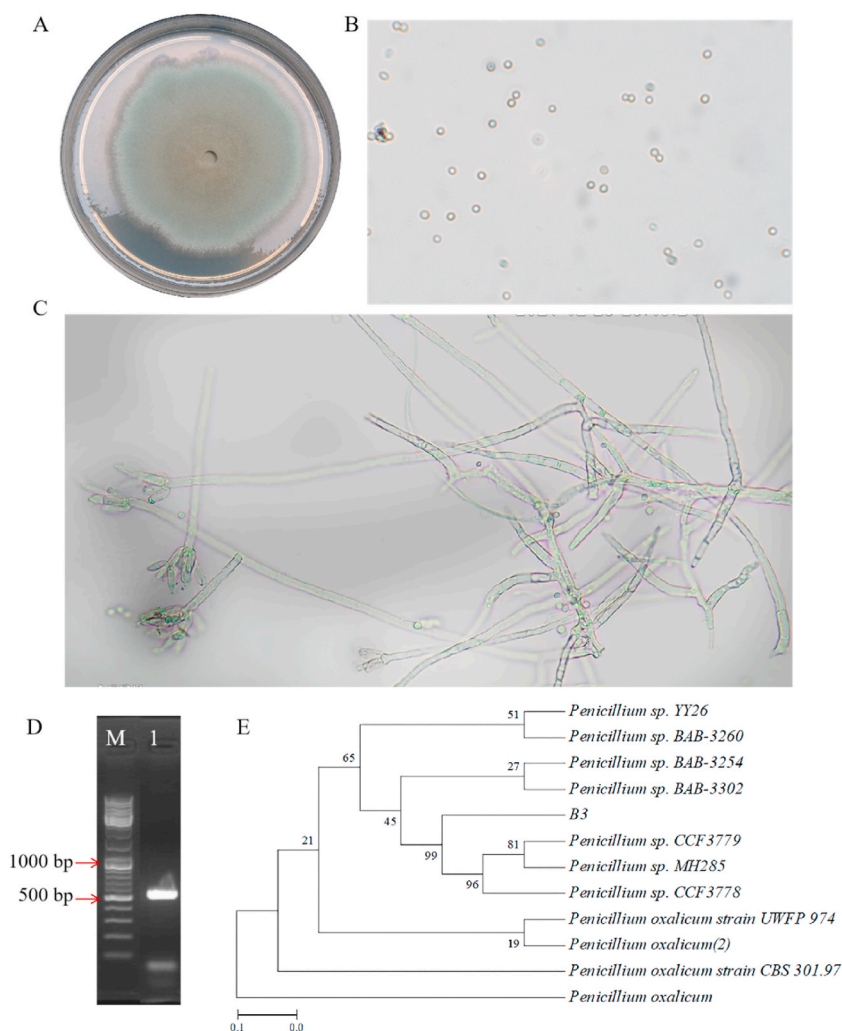 A
B
C
D
M
1
1000 bp
500 bp
E
51
Penicillium sp. YY26
Penicillium sp. BAB-3260
65
27
Penicillium sp. BAB-3254
Penicillium sp. BAB-3302
45
B3
21
99
81
Penicillium sp. CCF3779
Penicillium sp. MH285
96
Penicillium sp. CCF3778
Penicillium oxalicum strain UWFP 974
19
Penicillium oxalicum(2)
Penicillium oxalicum strain CBS 301.97
Penicillium oxalicum
0.1
0.0